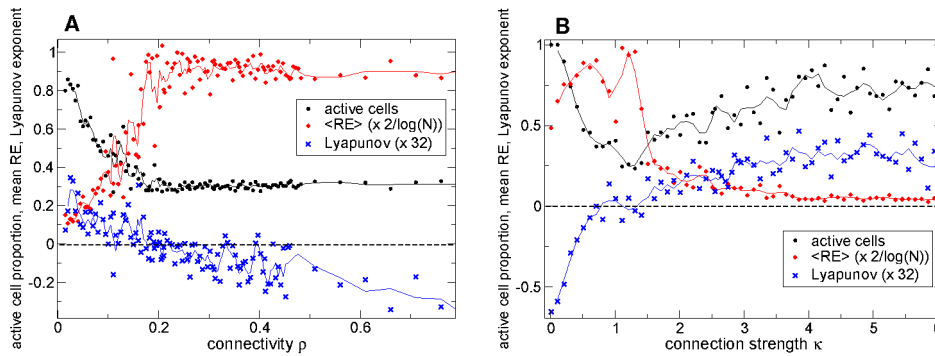 A
active cell proportion, mean RE, Lyapunov exponent
1
0.8
0.6
0.4
0.2
0
-0.2
active cells
<RE> (x 2/log(N))
Lyapunov (x 32)
0 0.2 0.4 0.6
connectivity ρ
B
active cell proportion, mean RE, Lyapunov exponent
1
0.5
0
-0.5
active cells
<RE> (x 2/log(N))
Lyapunov (x 32)
0 1 2 3 4 5
connection strength κ